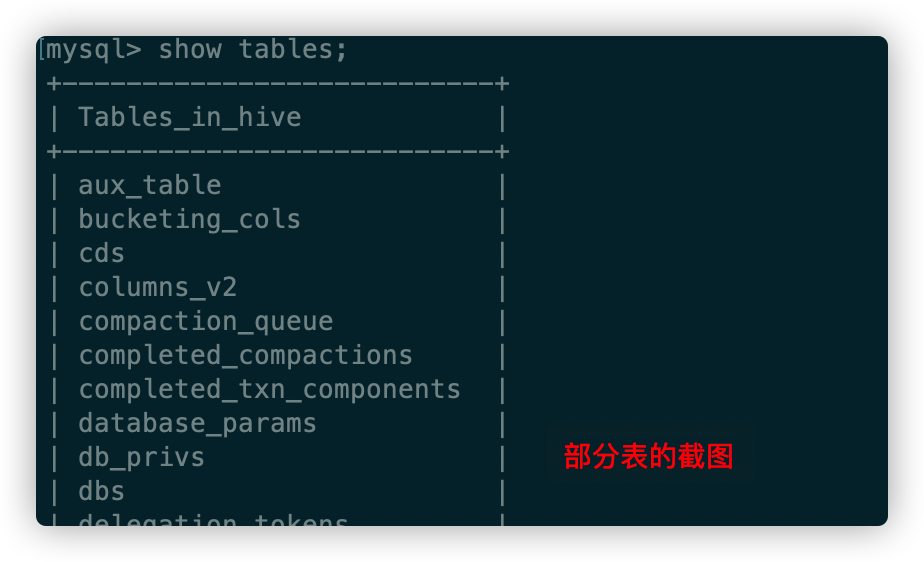 [mysql> show tables;
+---------------------------+
| Tables_in_hive            |
+---------------------------+
| aux_table                 |
| bucketing_cols            |
| cds                       |
| columns_v2                |
| compaction_queue          |
| completed_compactions     |
| completed_txn_components  |
| database_params           |
| db_privs                  |
部分表的截图
| dbs                       |
| delegation_tokens         |